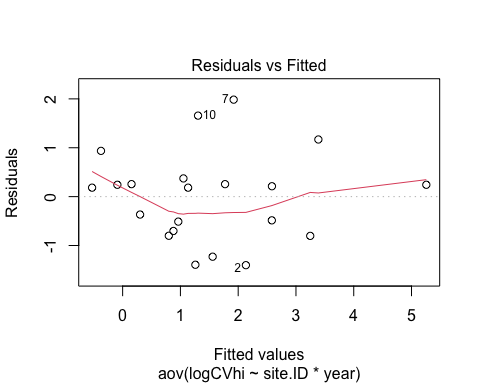 Residuals vs Fitted
Residuals
2
1
0
-1
7
10
2
0 1 2 3 4 5
Fitted values
aov(logCVhi ~ site.ID * year)